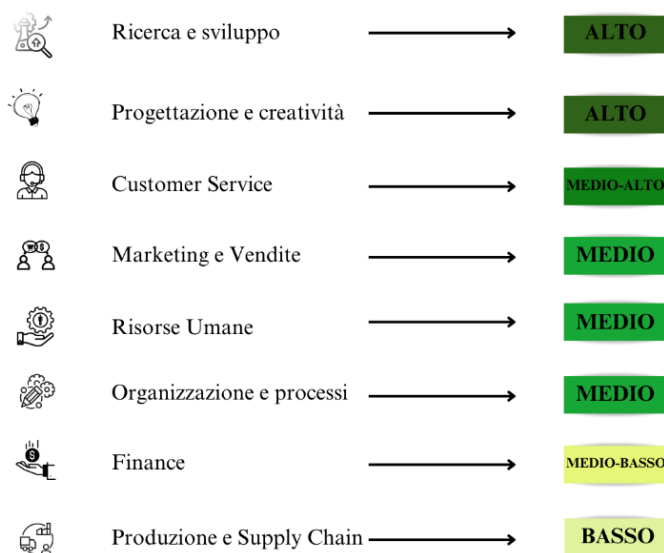 Ricerca e sviluppo ALTO
Progettazione e creatività ALTO
Customer Service MEDIO-ALTO
Marketing e Vendite MEDIO
Risorse Umane MEDIO
Organizzazione e processi MEDIO
Finance MEDIO-BASSO
Produzione e Supply Chain BASSO